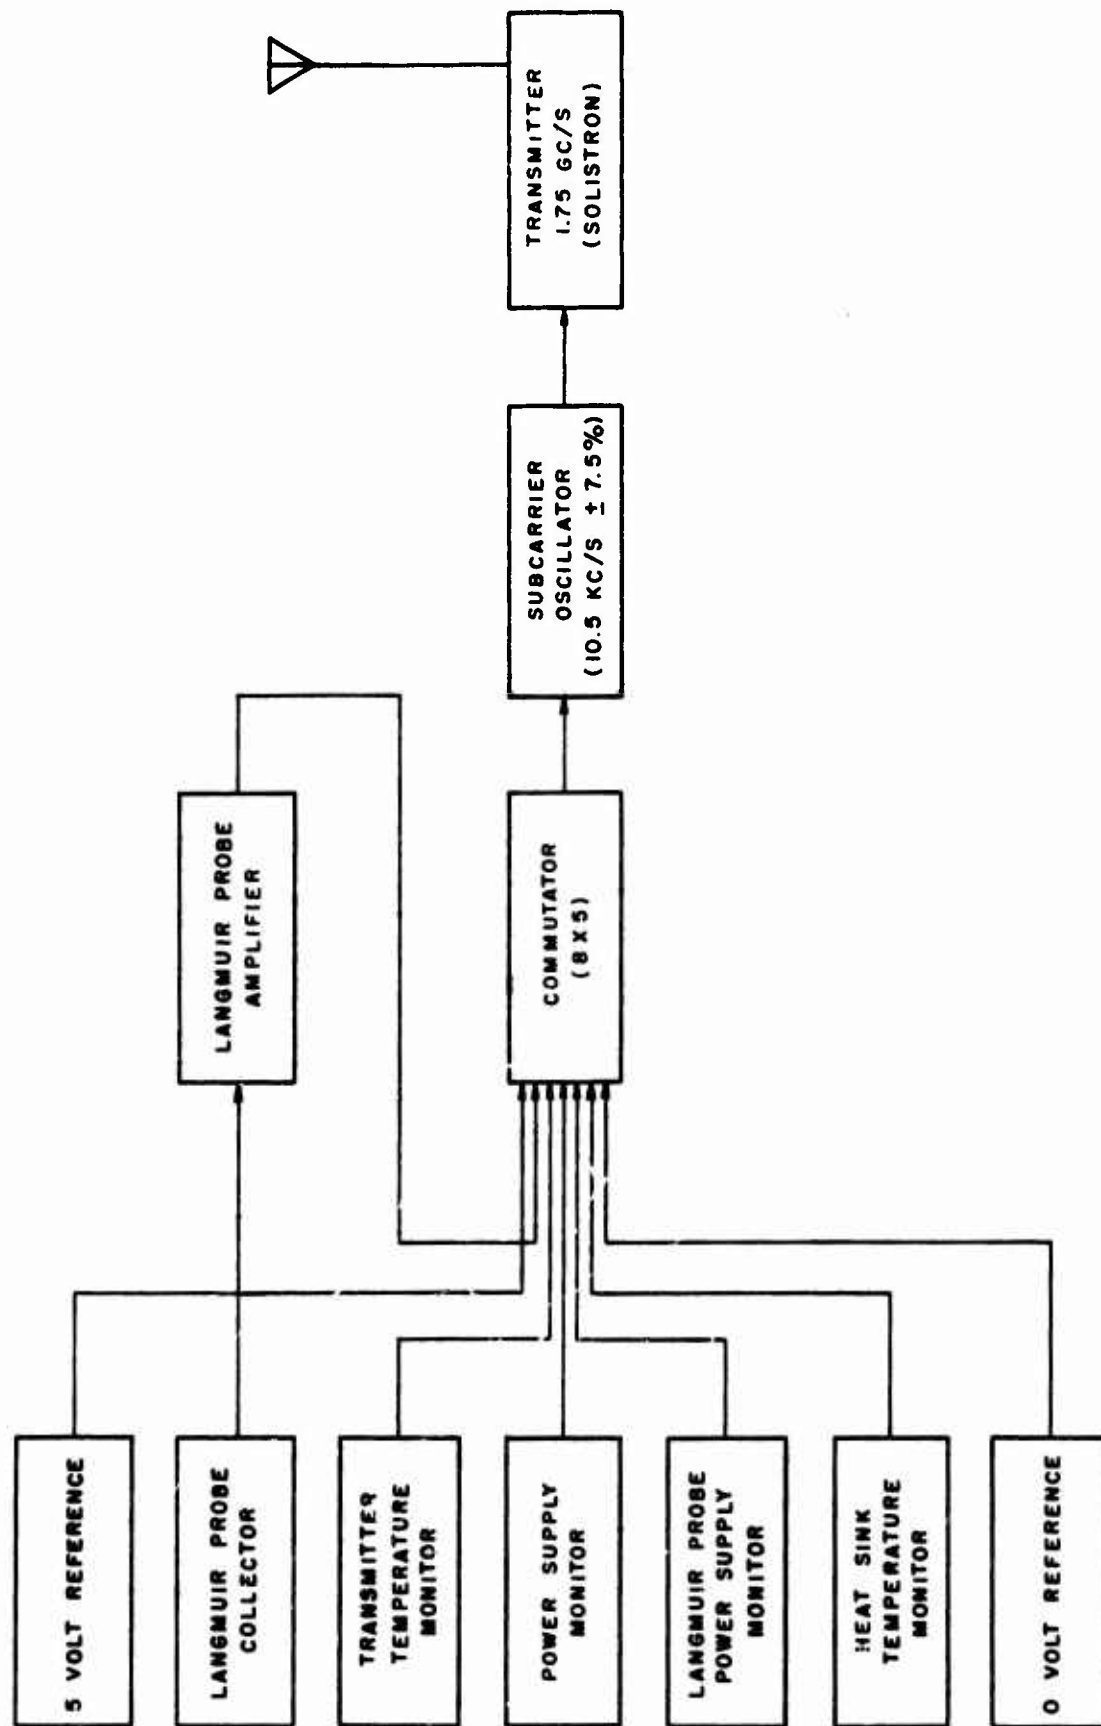 5 VOLT REFERENCE
LANGMUIR PROBE
COLLECTOR
TRANSMITTER
TEMPERATURE
MONITOR
POWER SUPPLY
MONITOR
LANGMUIR PROBE
POWER SUPPLY
MONITOR
HEAT SINK
TEMPERATURE
MONITOR
0 VOLT REFERENCE
LANGMUIR PROBE
AMPLIFIER
COMMUTATOR
(8 X 5)
SUBCARRIER
OSCILLATOR
(10.5 KC/S ± 7.5%)
TRANSMITTER
1.75 GC/S
(SOLISTRON)